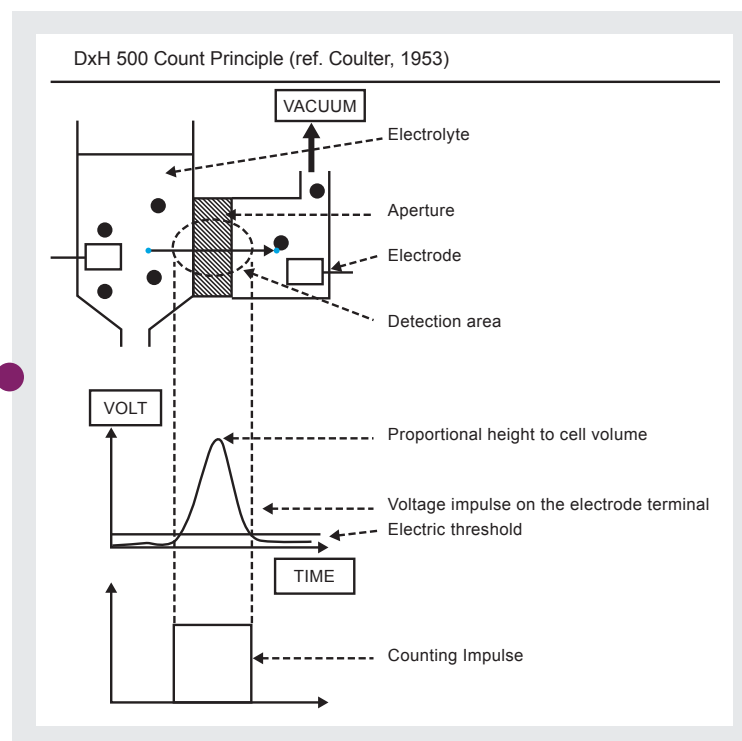 DxH 500 Count Principle (ref. Coulter, 1953)
VACUUM
Electrolyte
Aperture
Electrode
Detection area
VOLT
Proportional height to cell volume
Voltage impulse on the electrode terminal
Electric threshold
TIME
Counting Impulse